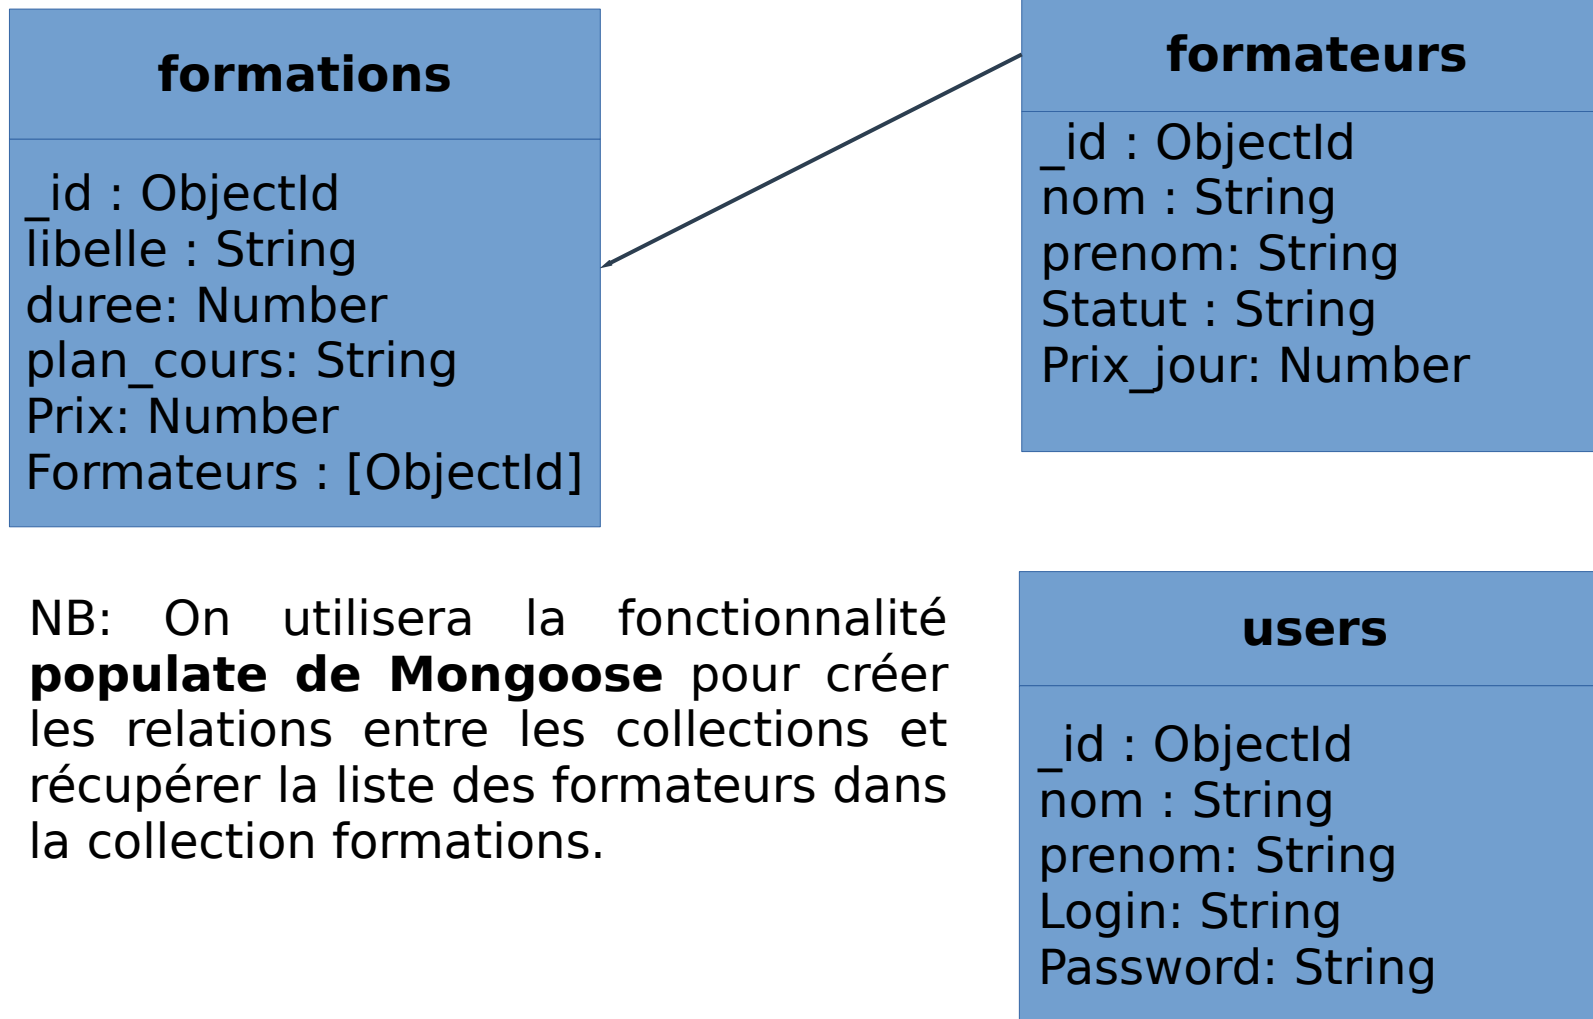 formations
_id : ObjectId
libelle : String
duree: Number
plan_cours: String
Prix: Number
Formateurs : [ObjectId]
formateurs
_id : ObjectId
nom : String
prenom: String
Statut : String
Prix_jour: Number
NB: On utilisera la fonctionnalité
populate de Mongoose pour créer
les relations entre les collections et
récupérer la liste des formateurs dans
la collection formations.
users
_id : ObjectId
nom : String
prenom: String
Login: String
Password: String